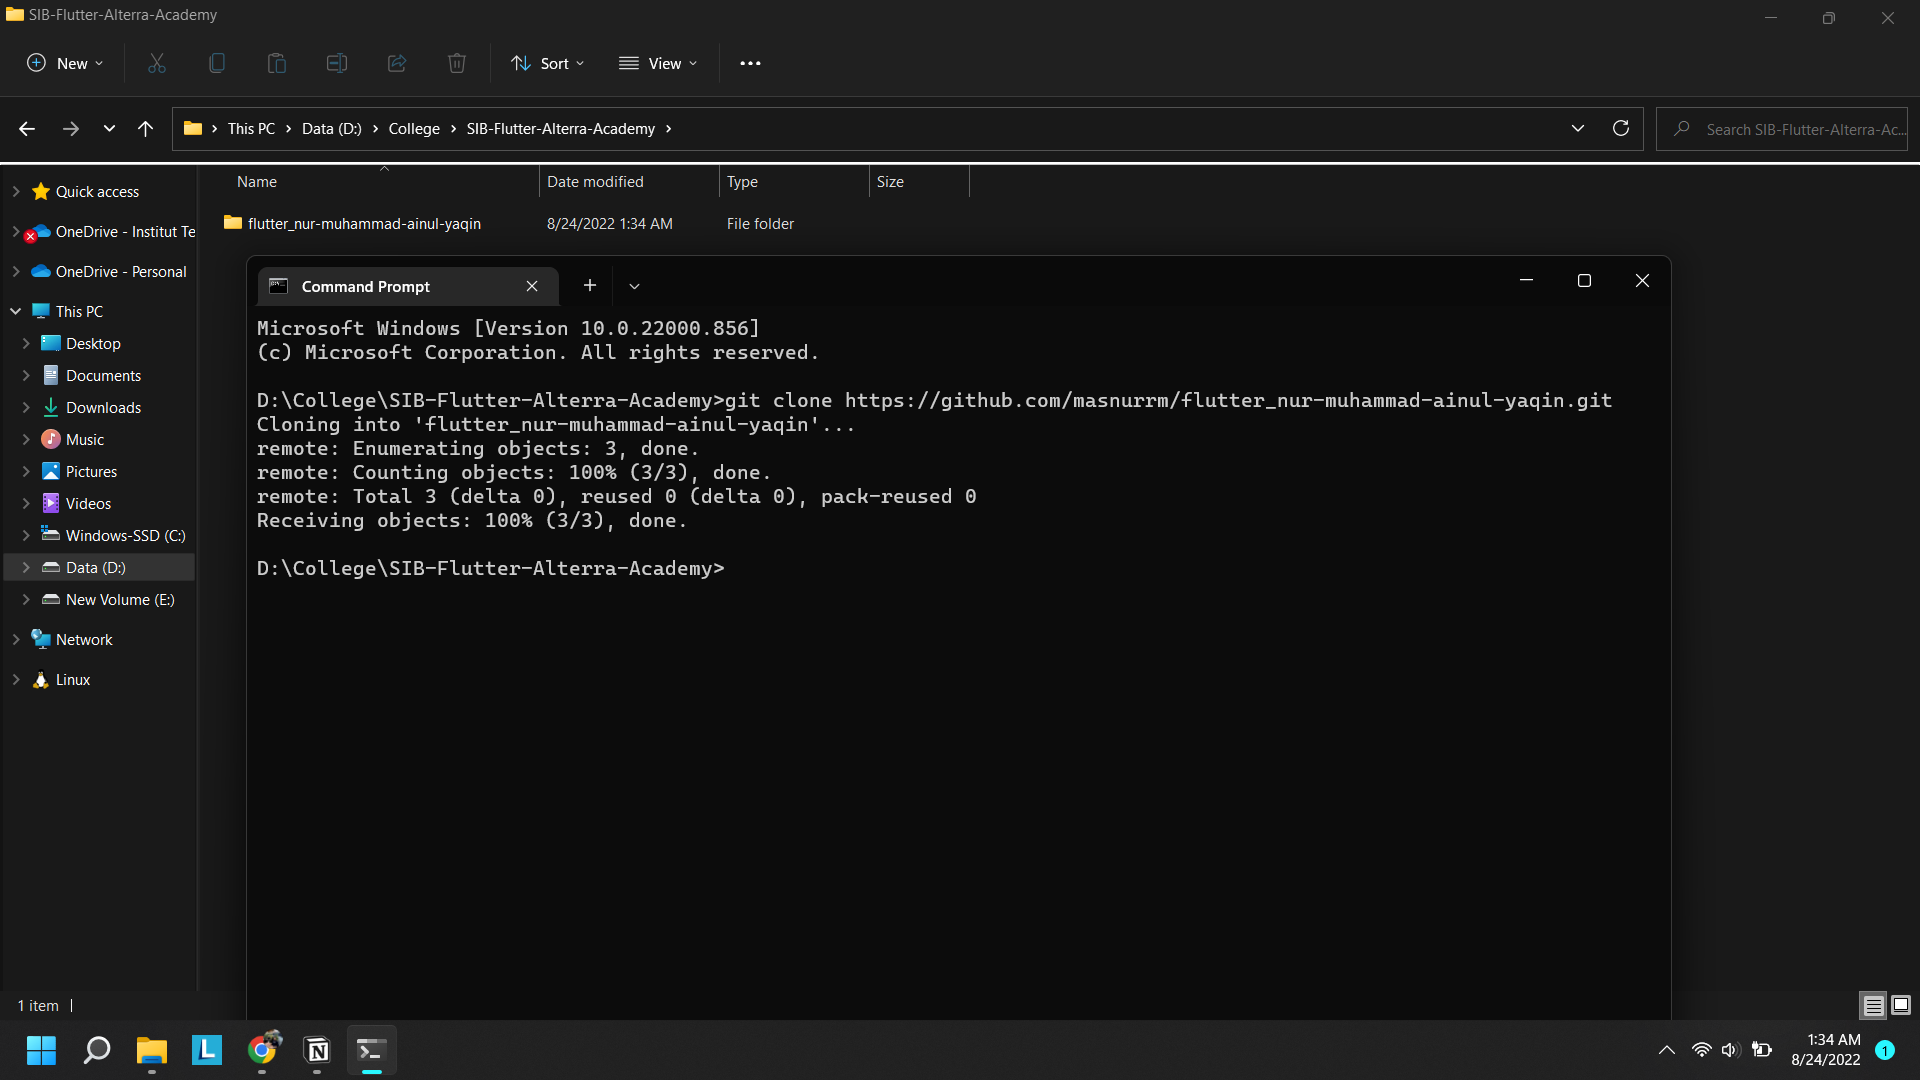 SIB-Flutter-Alterra-Academy
New
Sort
View
This PC > Data (D:) > College > SIB-Flutter-Alterra-Academy >
Search SIB-Flutter-Alterra-Ac...
Name Date modified Type Size
flutter_nur-muhammad-ainul-yaqin 8/24/2022 1:34 AM File folder
Quick access
OneDrive - Institut Te
OneDrive - Personal
This PC
Desktop
Documents
Downloads
Music
Pictures
Videos
Windows-SSD (C:)
Data (D:)
New Volume (E:)
Network
Linux
Command Prompt
Microsoft Windows [Version 10.0.22000.856]
(c) Microsoft Corporation. All rights reserved.
D:\College\SIB-Flutter-Alterra-Academy>git clone https://github.com/masnurrm/flutter_nur-muhammad-ainul-yaqin.git
Cloning into 'flutter_nur-muhammad-ainul-yaqin'...
remote: Enumerating objects: 3, done.
remote: Counting objects: 100% (3/3), done.
remote: Total 3 (delta 0), reused 0 (delta 0), pack-reused 0
Receiving objects: 100% (3/3), done.
D:\College\SIB-Flutter-Alterra-Academy>
1 item
L
N
1:34 AM
8/24/2022
1